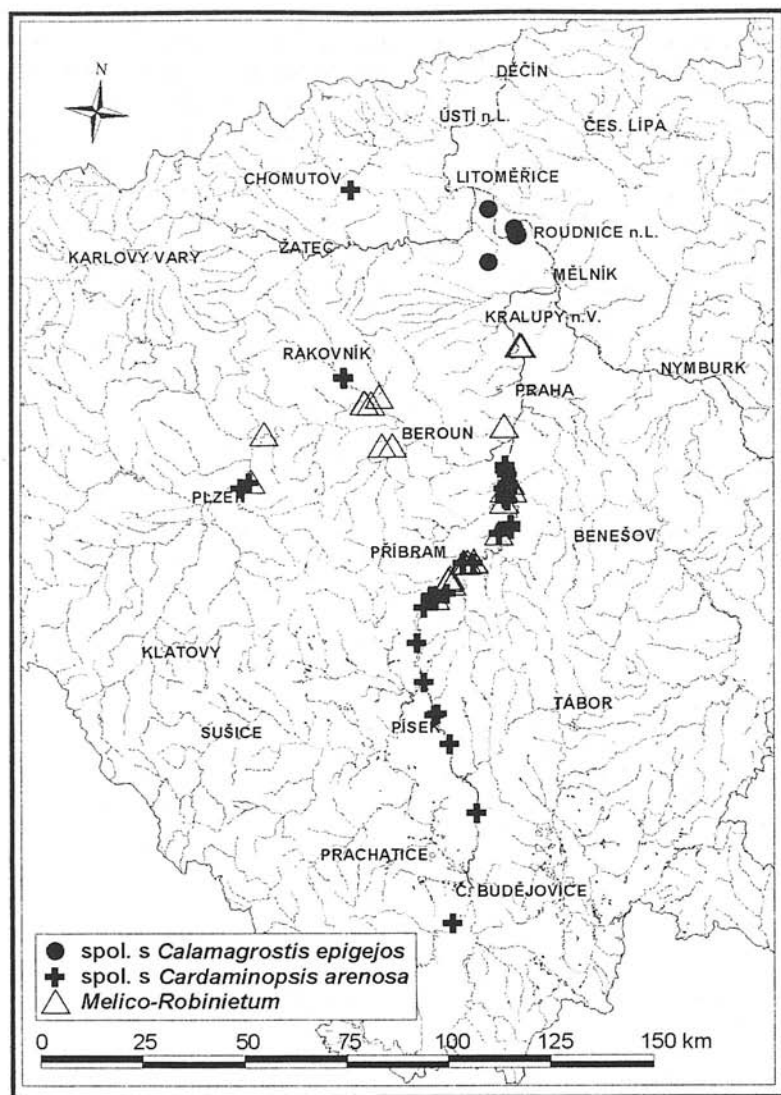 N
DĚČÍN
ÚSTÍ n.L.
ČES. LÍPA
CHOMUTOV
LITOMĚŘICE
ROUDNICE n.L.
KARLOVY VARY
ŽATEC
MĚLNÍK
KRALUPY n.V.
RAKOVNÍK
NYMBURK
PRAHA
BEROUN
PLZEŇ
PŘÍBRAM
BENEŠOV
KLATOVY
TÁBOR
SUŠICE
PÍSEK
PRACHATICE
Č. BUDĚJOVICE
spol. s Calamagrostis epigejos
spol. s Cardaminopsis arenosa
Melico-Robinietum
0 25 50 75 100 125 150 km